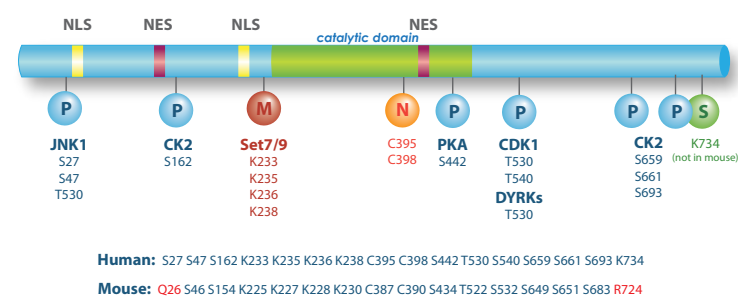 NLS NES NLS NES
catalytic domain
P P M N P P P P S
JNK1 CK2 Set7/9 C395 PKA CDK1 CK2 K734
S27 S162 K233 C398 S442 T530 S659 (not in mouse)
S47 K235 T540 S661
T530 K236 DYRKs S693
K238 T530
Human: S27 S47 S162 K233 K235 K236 K238 C395 C398 S442 T530 S540 S659 S661 S693 K734
Mouse: Q26 S46 S154 K225 K227 K228 K230 C387 C390 S434 T522 S532 S649 S651 S683 R724